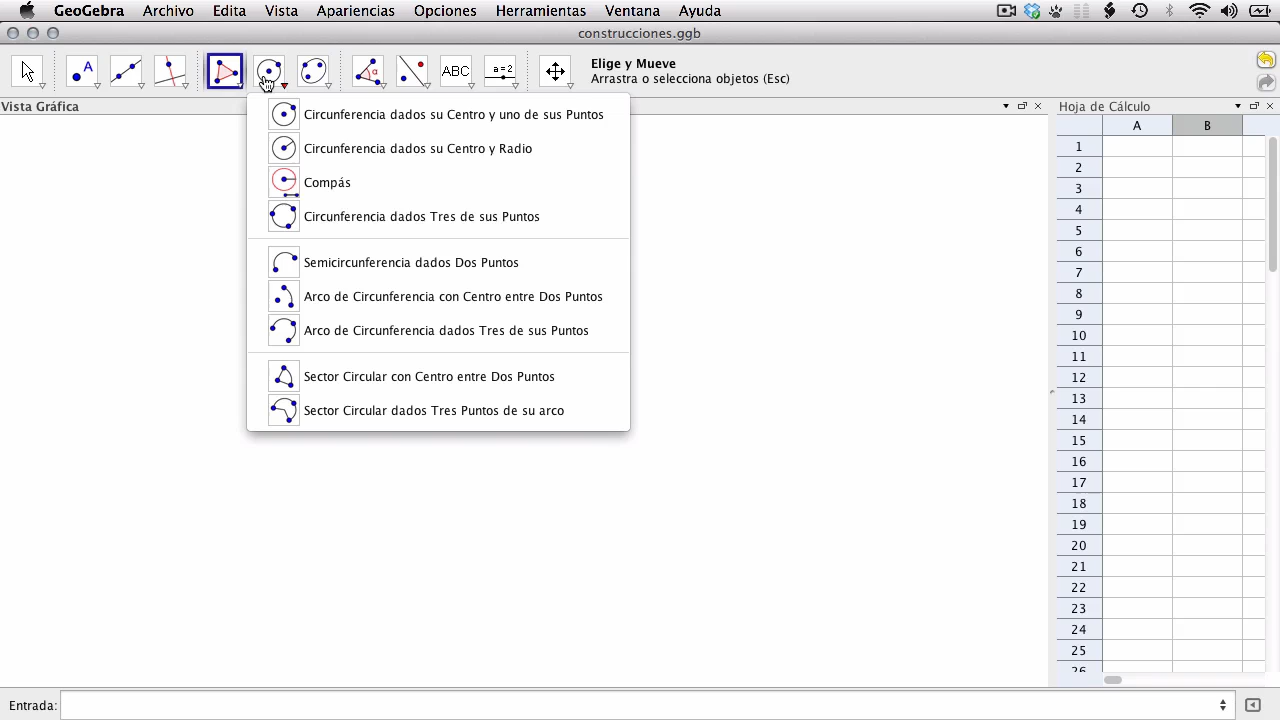 GeoGebra Archivo Edita Vista Apariencias Opciones Herramientas Ventana Ayuda
construcciones.ggb
A
α
ABC
a=2
Elige y Mueve
Arrastra o selecciona objetos (Esc)
Vista Gráfica
Hoja de Cálculo
Circunferencia dados su Centro y uno de sus Puntos
Circunferencia dados su Centro y Radio
Compás
Circunferencia dados Tres de sus Puntos
Semicircunferencia dados Dos Puntos
Arco de Circunferencia con Centro entre Dos Puntos
Arco de Circunferencia dados Tres de sus Puntos
Sector Circular con Centro entre Dos Puntos
Sector Circular dados Tres Puntos de su arco
A B
1
2
3
4
5
6
7
8
9
10
11
12
13
14
15
16
17
18
19
20
21
22
23
24
25
26
Entrada: